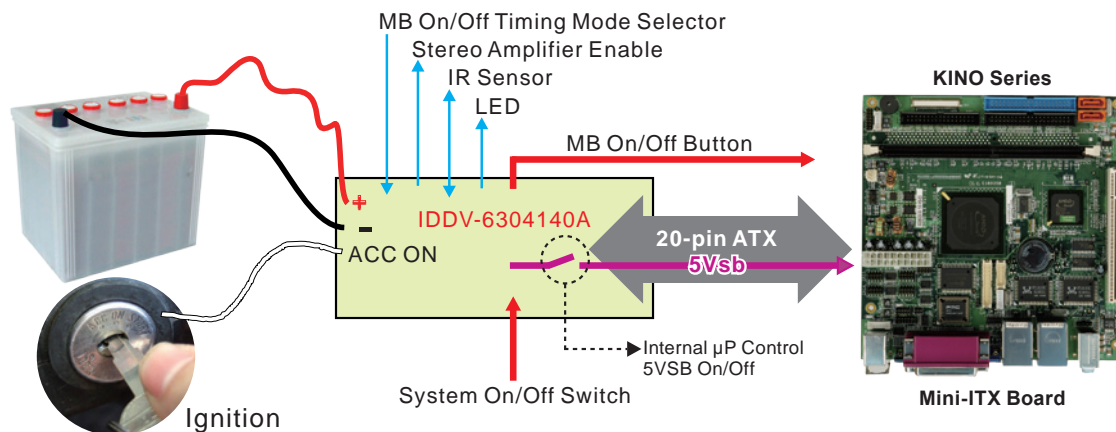 MB On/Off Timing Mode Selector
Stereo Amplifier Enable
IR Sensor
LED
KINO Series
MB On/Off Button
+
IDDV-6304140A
-
ACC ON
20-pin ATX
5Vsb
Internal µP Control
5VSB On/Off
System On/Off Switch
Ignition
Mini-ITX Board